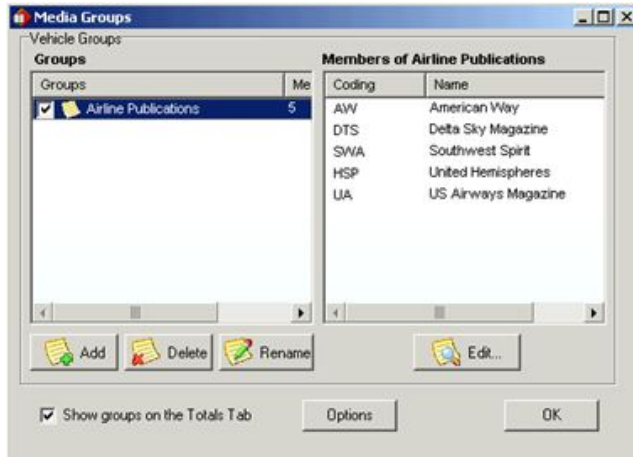 Media Groups
Vehicle Groups
Groups
Members of Airline Publications
Groups Me
Airline Publications 5
Coding Name
AW American Way
DTS Delta Sky Magazine
SWA Southwest Spirit
HSP United Hemispheres
UA US Airways Magazine
Add Delete Rename
Edit...
Show groups on the Totals Tab
Options
OK